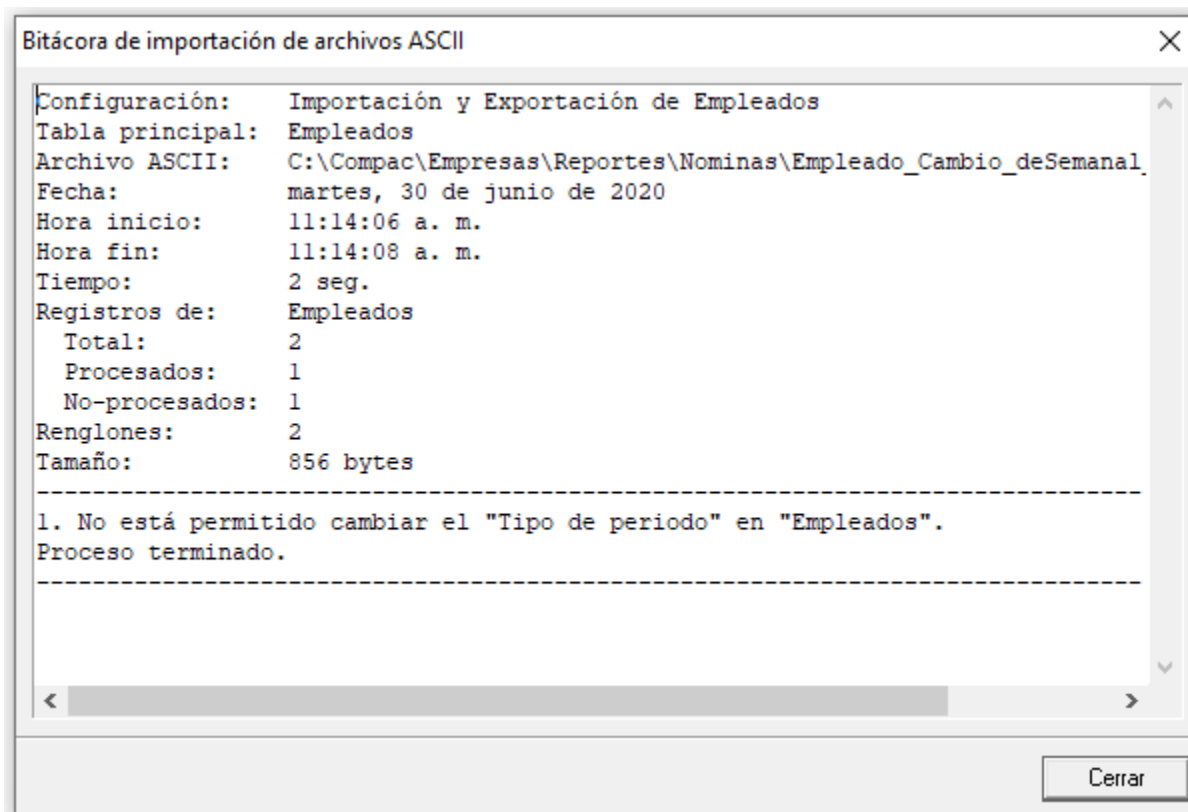 Bitácora de importación de archivos ASCII
Configuración: Importación y Exportación de Empleados
Tabla principal: Empleados
Archivo ASCII: C:\Compac\Empresas\Reportes\Nominas\Empleado_Cambio_deSemanal_
Fecha: martes, 30 de junio de 2020
Hora inicio: 11:14:06 a. m.
Hora fin: 11:14:08 a. m.
Tiempo: 2 seg.
Registros de: Empleados
Total: 2
Procesados: 1
No-procesados: 1
Renglones: 2
Tamaño: 856 bytes
--------------------------------------------------------------------------------
1. No está permitido cambiar el "Tipo de periodo" en "Empleados".
Proceso terminado.
--------------------------------------------------------------------------------
Cerrar